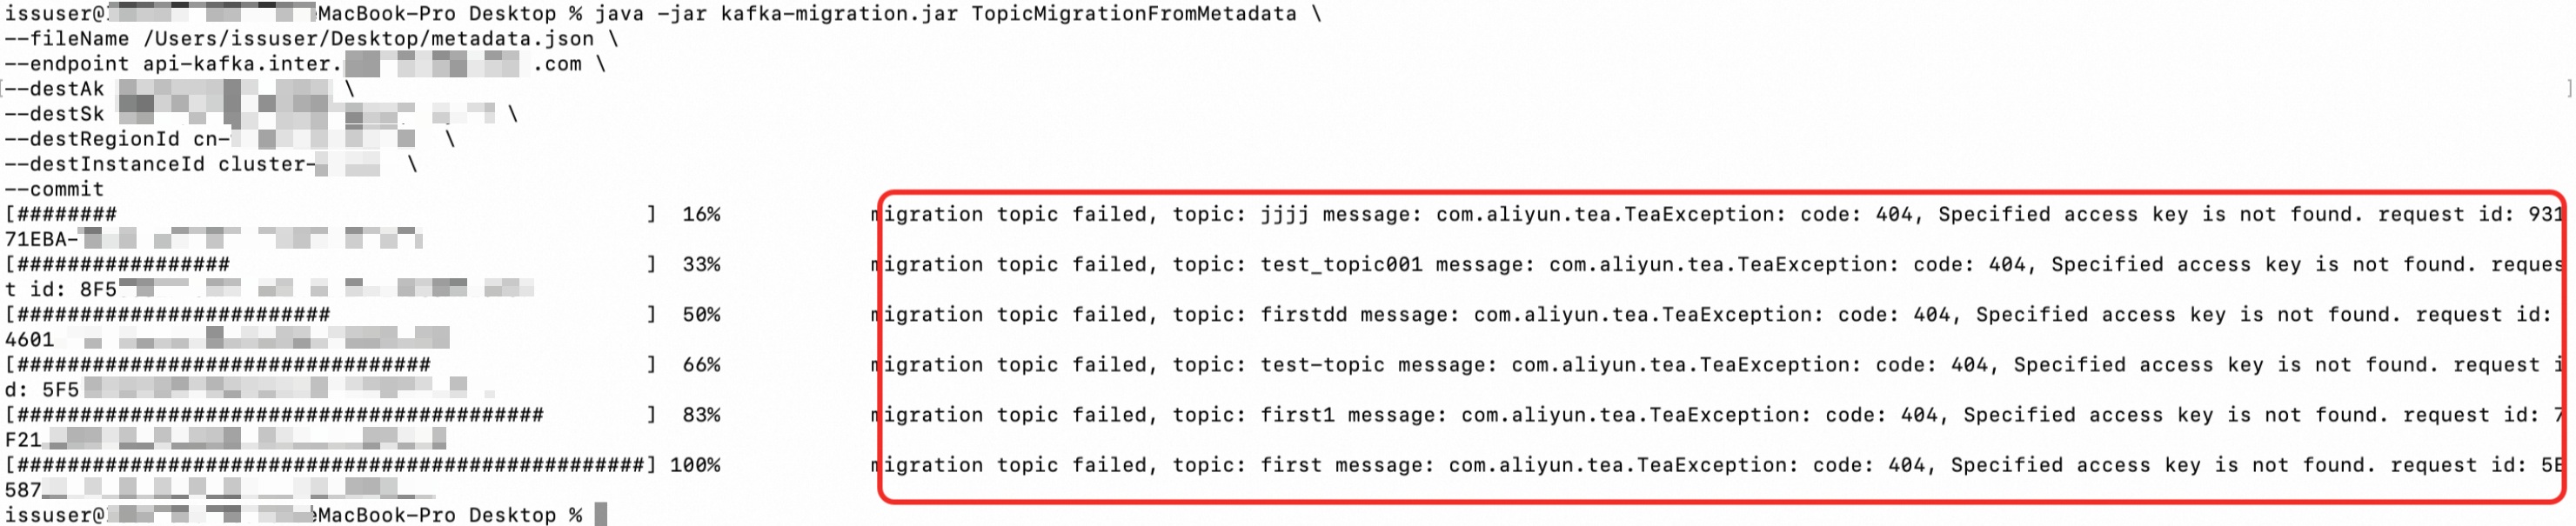 issuser@ MacBook-Pro Desktop % java -jar kafka-migration.jar TopicMigrationFromMetadata \
--fileName /Users/issuser/Desktop/metadata.json \
--endpoint api-kafka.inter. .com \
--destAk \
--destSk \
--destRegionId cn- \
--destInstanceId cluster- \
--commit
[######## ] 16% migration topic failed, topic: jjjj message: com.aliyun.tea.TeaException: code: 404, Specified access key is not found. request id: 931
71EBA-
[################# ] 33% migration topic failed, topic: test_topic001 message: com.aliyun.tea.TeaException: code: 404, Specified access key is not found. reques
t id: 8F5
[######################### ] 50% migration topic failed, topic: firstdd message: com.aliyun.tea.TeaException: code: 404, Specified access key is not found. request id:
4601
[################################# ] 66% migration topic failed, topic: test-topic message: com.aliyun.tea.TeaException: code: 404, Specified access key is not found. request i
d: 5F5
[########################################## ] 83% migration topic failed, topic: first1 message: com.aliyun.tea.TeaException: code: 404, Specified access key is not found. request id: 7
F21
[##################################################] 100% migration topic failed, topic: first message: com.aliyun.tea.TeaException: code: 404, Specified access key is not found. request id: 5E
587
issuser@ MacBook-Pro Desktop %